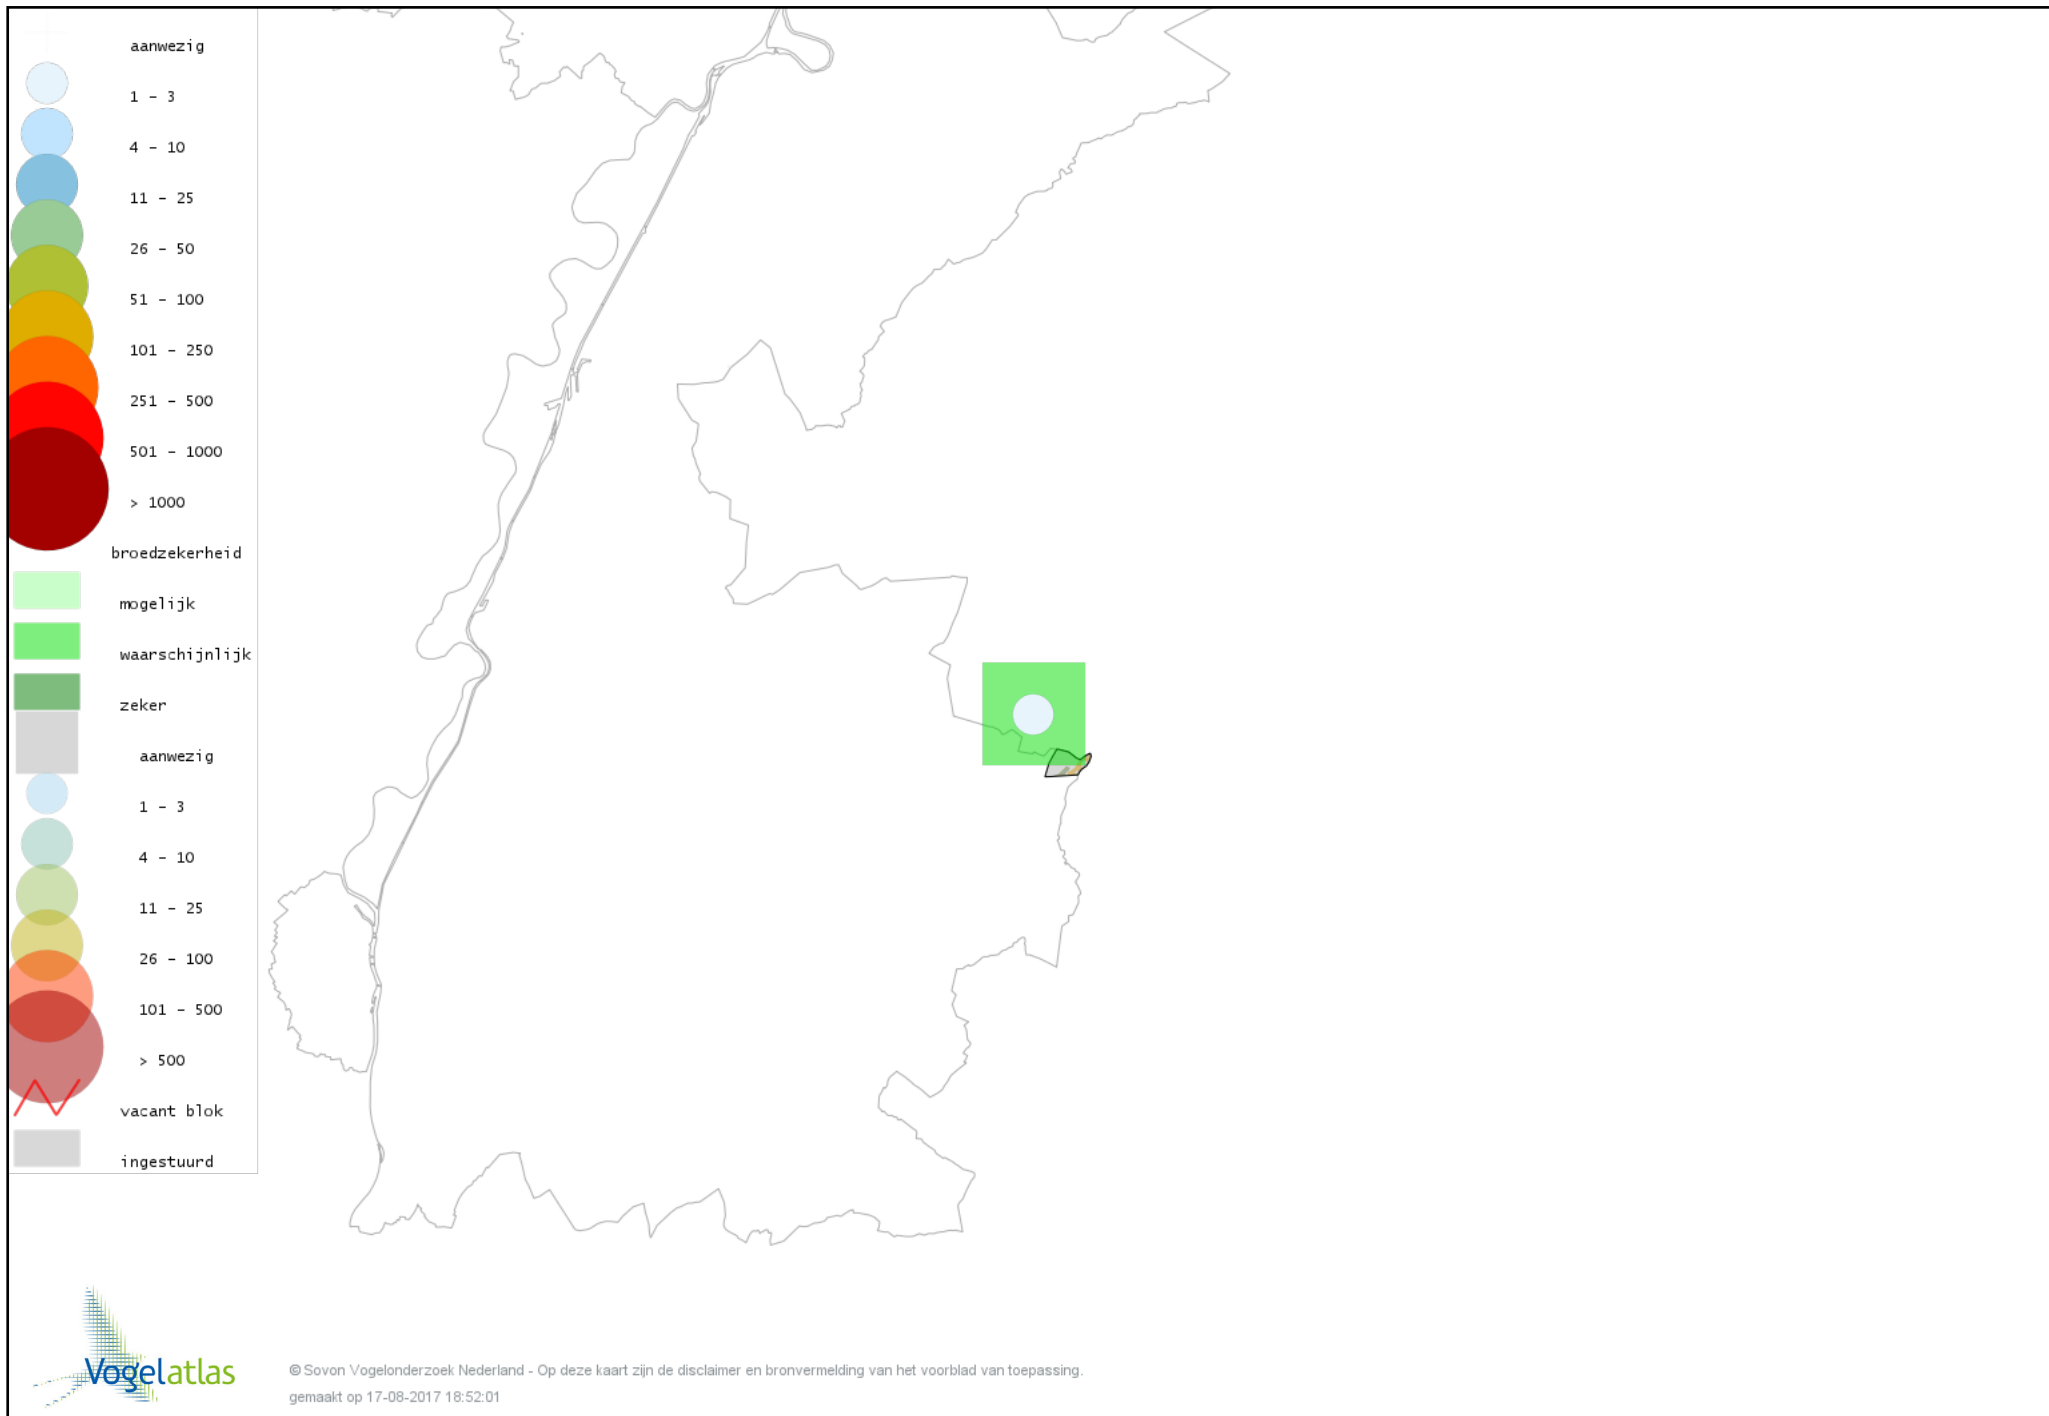 aanwezig
1 - 3
4 - 10
11 - 25
26 - 50
51 - 100
101 - 250
251 - 500
501 - 1000
> 1000
broedzekerheid
mogelijk
waarschijnlijk
zeker
aanwezig
1 - 3
4 - 10
11 - 25
26 - 100
101 - 500
> 500
vacant blok
ingestuurd
Vogelatlas
© Sovon Vogelonderzoek Nederland - Op deze kaart zijn de disclaimer en bronvermelding van het voorblad van toepassing.
gemaakt op 17-08-2017 18:52:01